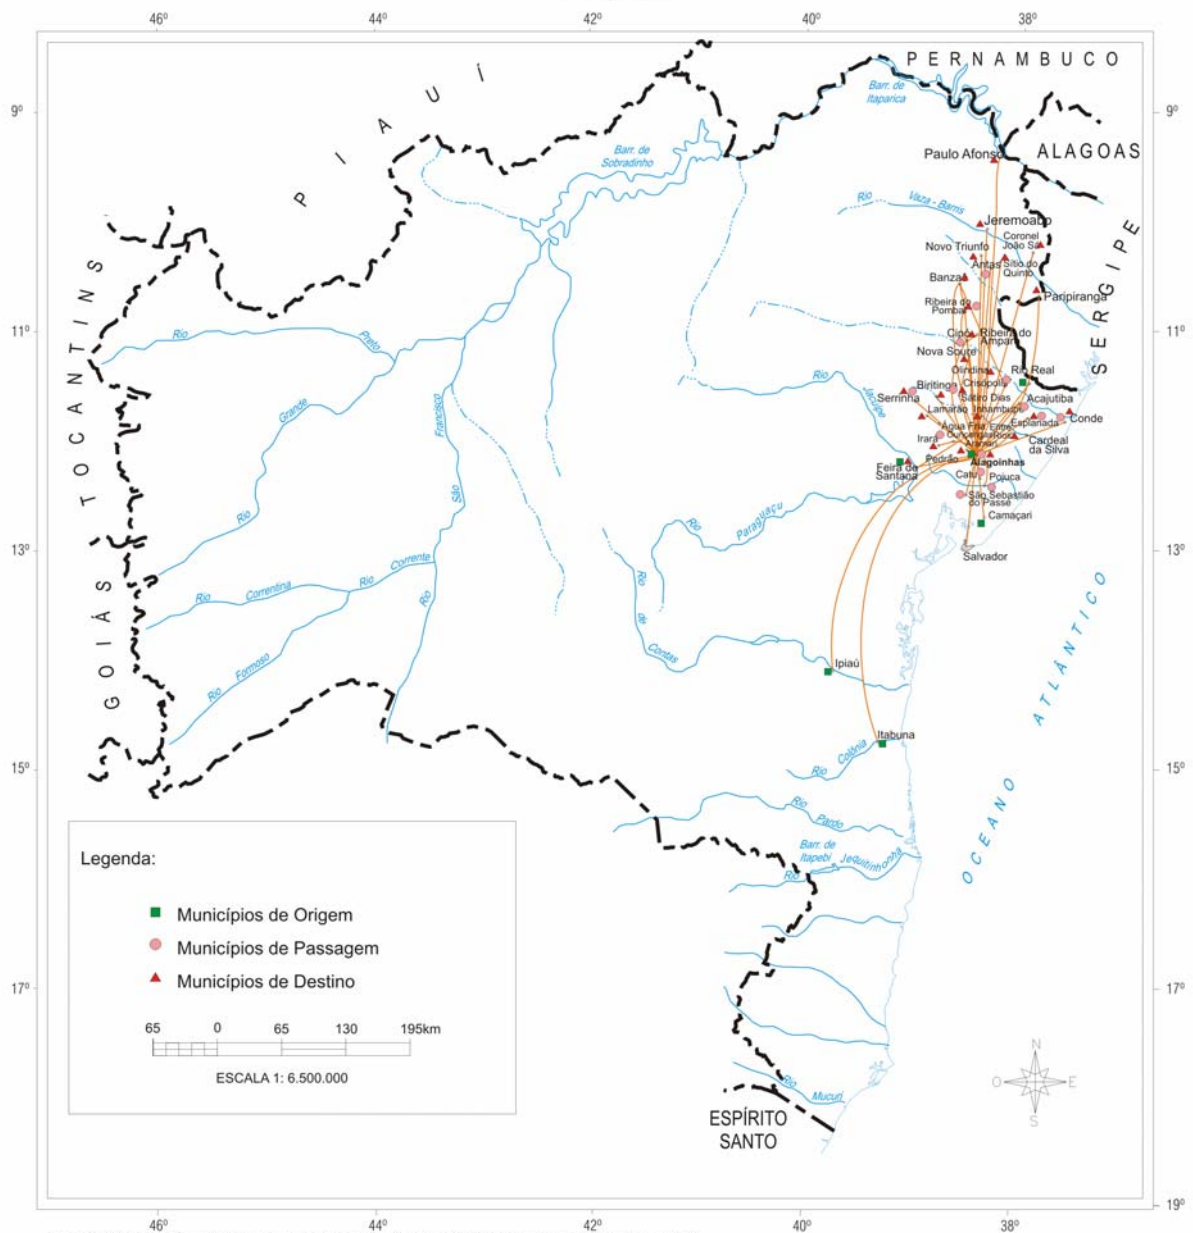 46º 44º 42º 40º 38º
PERNAMBUCO
PIAUÍ
Barr. de
Itaparica
9º 9º
Barr. de
Sobradinho
Paulo Afonso
ALAGOAS
Rio Vaza - Barris
Jeremoabo
Coronel
João Sá
Novo Triunfo
Antas
Sítio do
Quinto
Banzaê
SERGIPE
Paripiranga
Ribeira do
Pombal
11º 11º
Rio Preto
Cipó
Ribeira do
Amparo
Nova Soure
Olindina
Rio Real
TOCANTINS
Rio Jacuípe
Biritinga
Crisópolis
Serrinha
Sátiro Dias
Acajutiba
Rio Grande
Lamarão
Inhambupe
Esplanada
Conde
Água Fria
Entre
Rios
Irará
Ouriçangas
Aramari
Cardeal
da Silva
Pedrão
Alagoinhas
Feira de
Santana
Catu
Pojuca
São Sebastião
do Passé
Camaçari
Salvador
Rio São Francisco
Rio Paraguaçu
13º 13º
Rio Corrente
Rio Correntina
GOIÁS
Rio Formoso
Rio de Contas
Ipiaú
OCEANO ATLÂNTICO
Itabuna
Rio Colônia
15º 15º
Rio Pardo
Barr. de
Itapebi
Rio Jequitinhonha
Legenda:
Municípios de Origem
Municípios de Passagem
Municípios de Destino
17º 17º
65 0 65 130 195km
ESCALA 1: 6.500.000
Rio Mucuri
ESPÍRITO
SANTO
N
O E
S
19º
46º 44º 42º 40º 38º